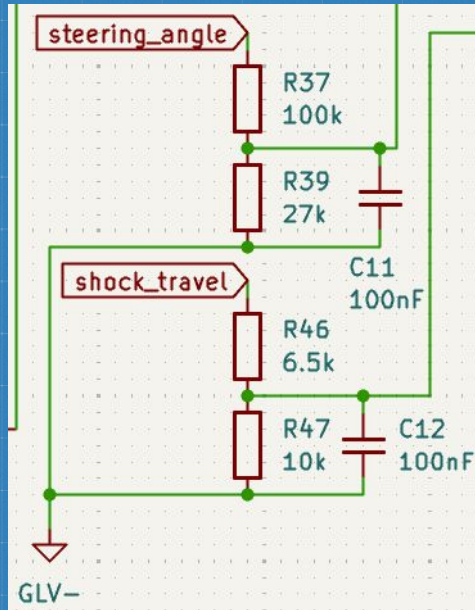 steering_angle
R37
100k
R39
27k
C11
100nF
shock_travel
R46
6.5k
R47
10k
C12
100nF
GLV-